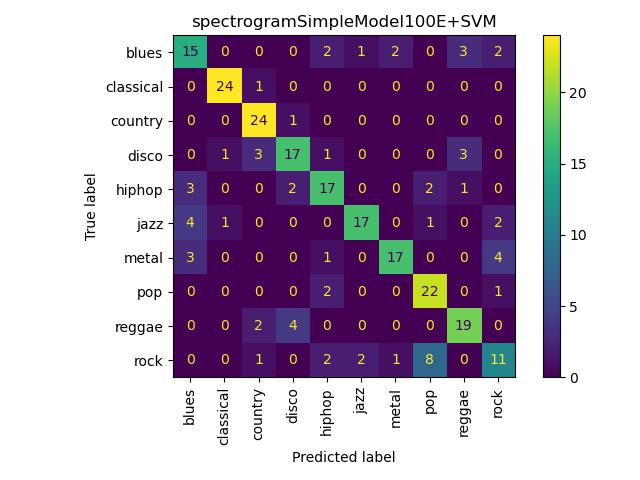 spectrogramSimpleModel100E+SVM
blues 15 0 0 0 2 1 2 0 3 2
classical 0 24 1 0 0 0 0 0 0 0
country 0 0 24 1 0 0 0 0 0 0
disco 0 1 3 17 1 0 0 0 3 0
hiphop 3 0 0 2 17 0 0 2 1 0
jazz 4 1 0 0 0 17 0 1 0 2
metal 3 0 0 0 1 0 17 0 0 4
pop 0 0 0 0 2 0 0 22 0 1
reggae 0 0 2 4 0 0 0 0 19 0
rock 0 0 1 0 2 2 1 8 0 11
blues classical country disco hiphop jazz metal pop reggae rock
Predicted label
True label
20
15
10
5
0